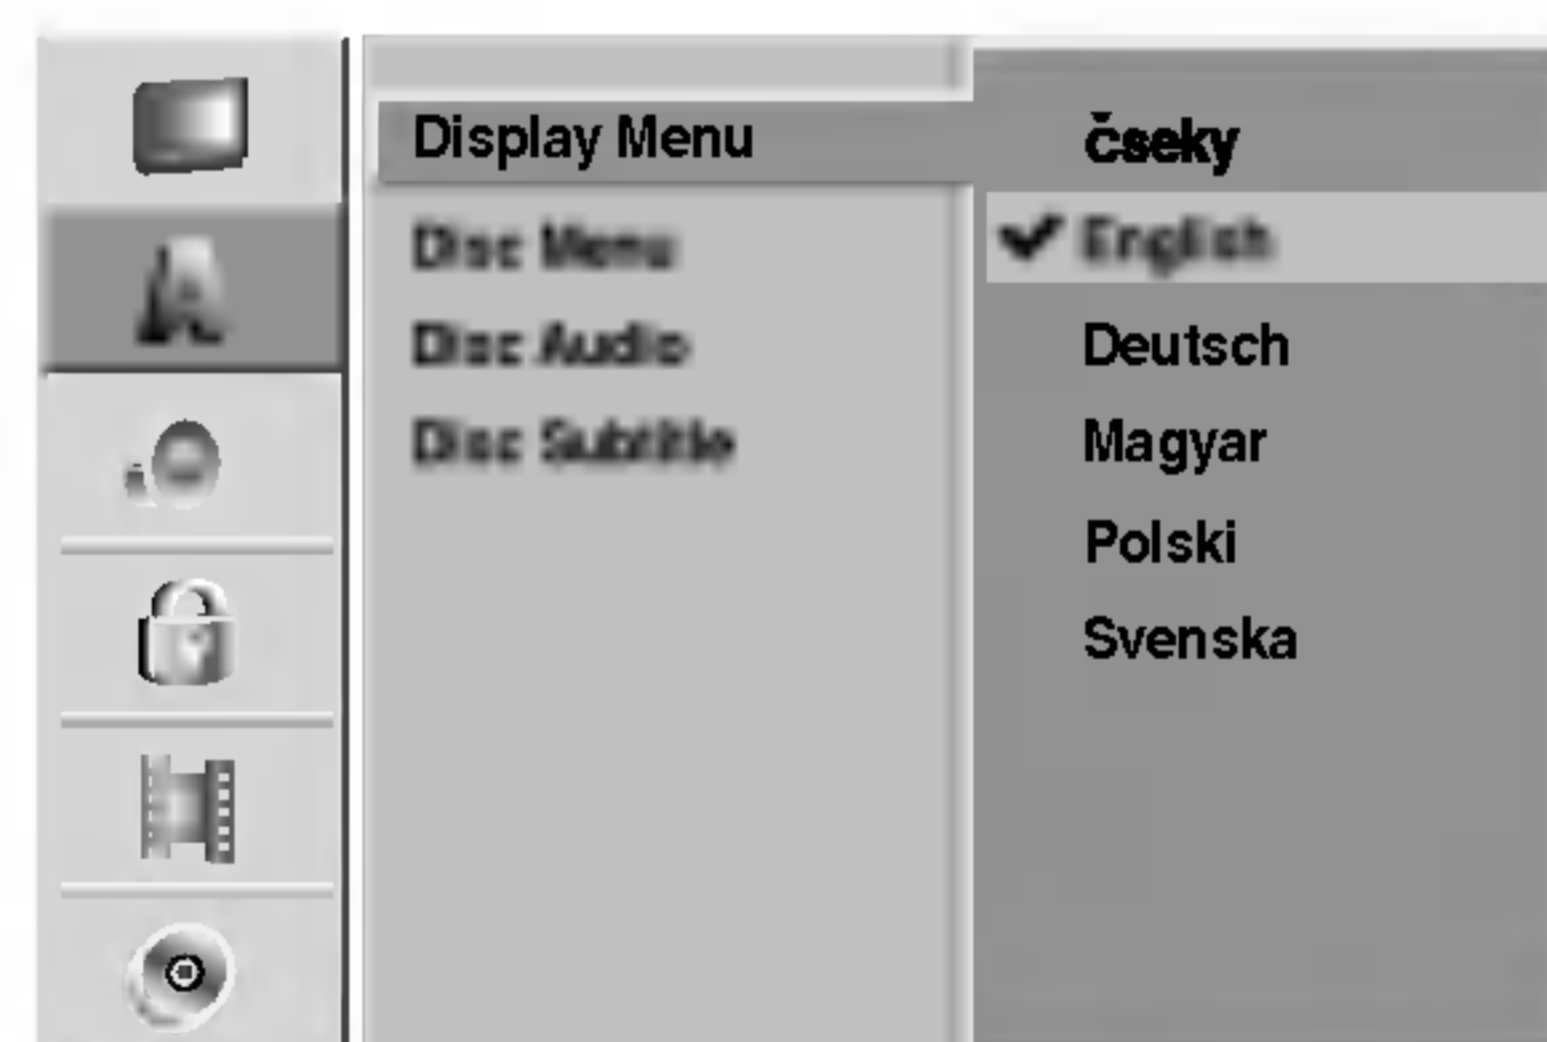 Display Menu
Disc Menu
Disc Audio
Disc Subtitle
čseky
English
Deutsch
Magyar
Polski
Svenska